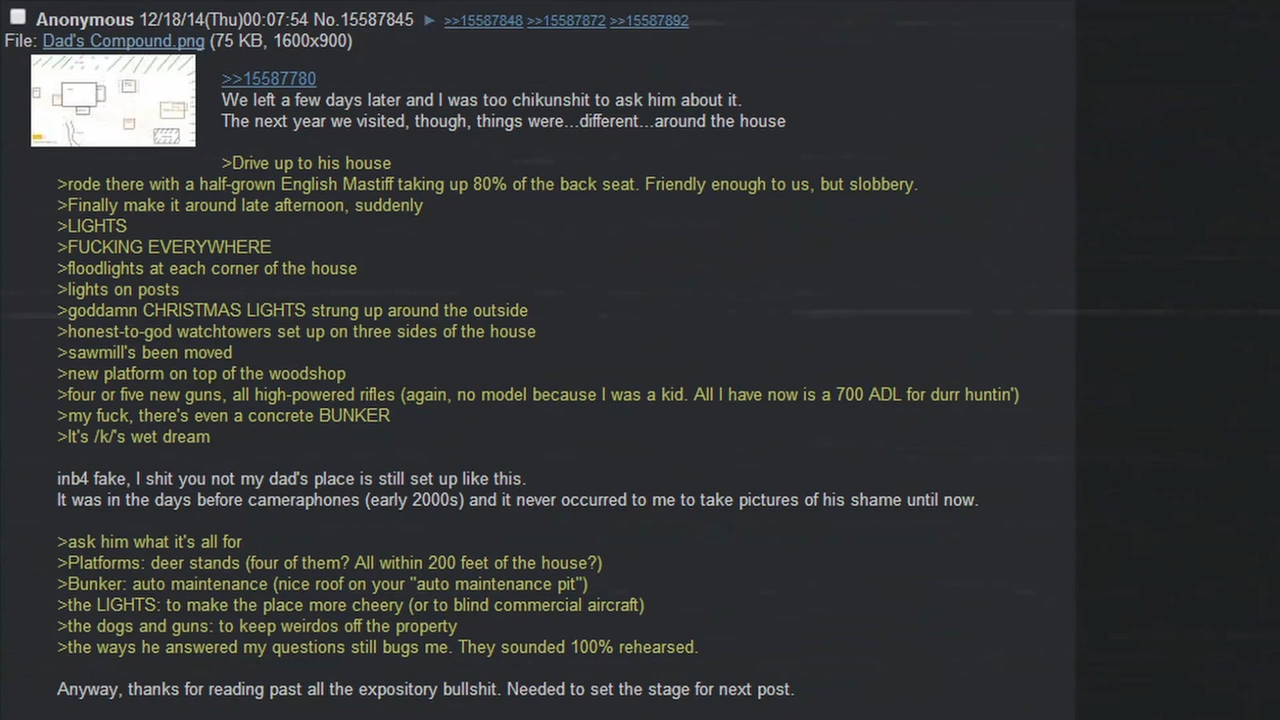 Anonymous 12/18/14(Thu)00:07:54 No.15587845 ▶ >>15587848 >>15587872 >>15587892
File: Dad's Compound.png (75 KB, 1600x900)
>>15587780
We left a few days later and I was too chikunshit to ask him about it.
The next year we visited, though, things were...different...around the house
>Drive up to his house
>rode there with a half-grown English Mastiff taking up 80% of the back seat. Friendly enough to us, but slobbery.
>Finally make it around late afternoon, suddenly
>LIGHTS
>FUCKING EVERYWHERE
>floodlights at each corner of the house
>lights on posts
>goddamn CHRISTMAS LIGHTS strung up around the outside
>honest-to-god watchtowers set up on three sides of the house
>sawmill's been moved
>new platform on top of the woodshop
>four or five new guns, all high-powered rifles (again, no model because I was a kid. All I have now is a 700 ADL for durr huntin')
>my fuck, there's even a concrete BUNKER
>It's /k/'s wet dream
inb4 fake, I shit you not my dad's place is still set up like this.
It was in the days before cameraphones (early 2000s) and it never occurred to me to take pictures of his shame until now.
>ask him what it's all for
>Platforms: deer stands (four of them? All within 200 feet of the house?)
>Bunker: auto maintenance (nice roof on your "auto maintenance pit")
>the LIGHTS: to make the place more cheery (or to blind commercial aircraft)
>the dogs and guns: to keep weirdos off the property
>the ways he answered my questions still bugs me. They sounded 100% rehearsed.
Anyway, thanks for reading past all the expository bullshit. Needed to set the stage for next post.